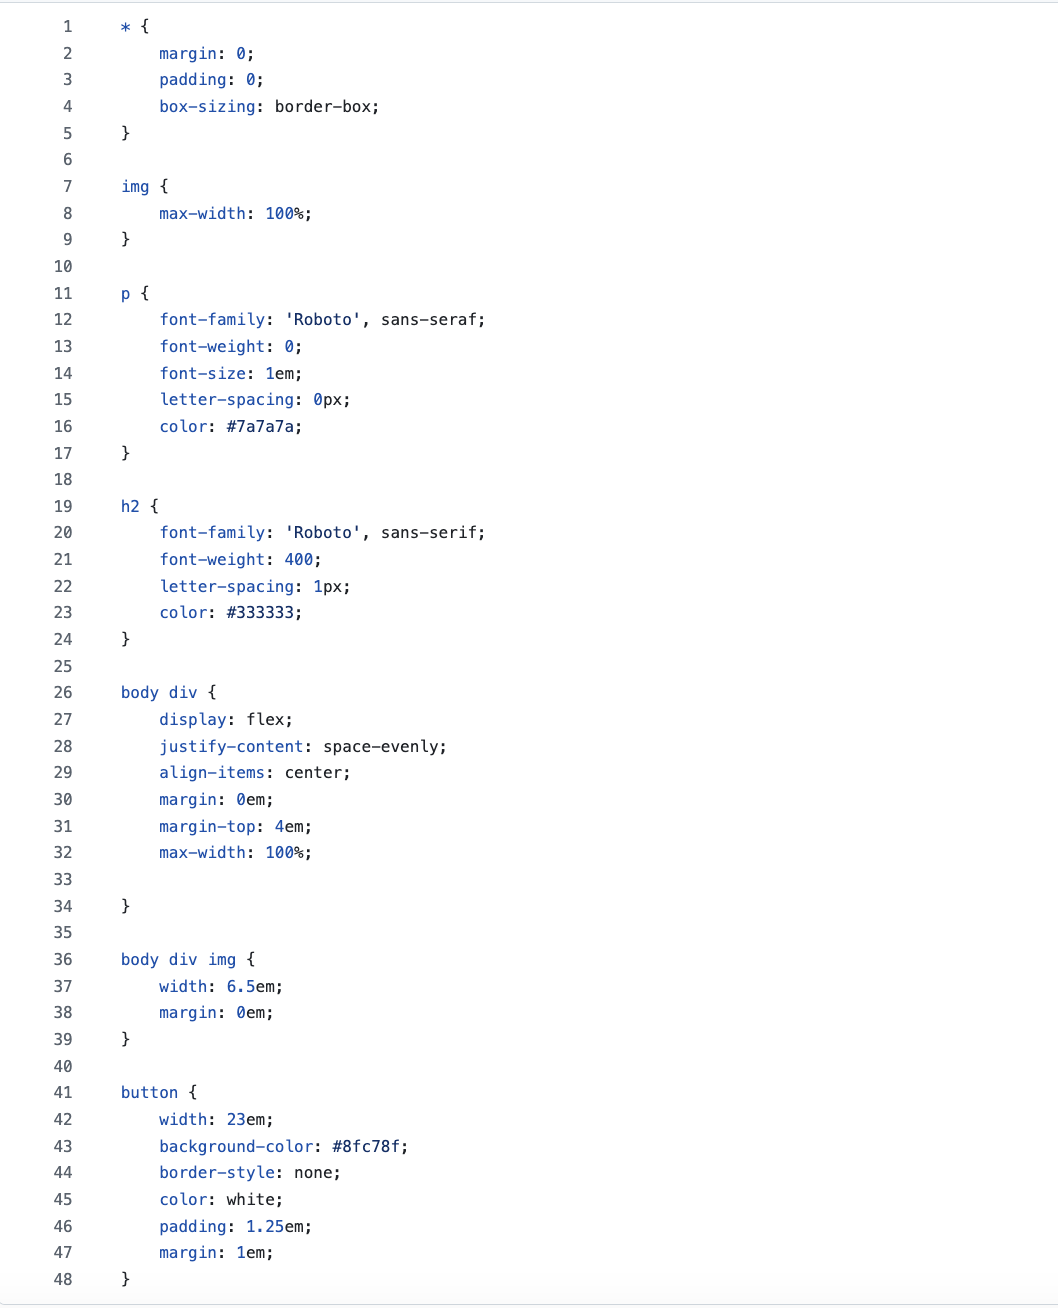 1 * {
2 margin: 0;
3 padding: 0;
4 box-sizing: border-box;
5 }
6
7 img {
8 max-width: 100%;
9 }
10
11 p {
12 font-family: 'Roboto', sans-seraf;
13 font-weight: 0;
14 font-size: 1em;
15 letter-spacing: 0px;
16 color: #7a7a7a;
17 }
18
19 h2 {
20 font-family: 'Roboto', sans-serif;
21 font-weight: 400;
22 letter-spacing: 1px;
23 color: #333333;
24 }
25
26 body div {
27 display: flex;
28 justify-content: space-evenly;
29 align-items: center;
30 margin: 0em;
31 margin-top: 4em;
32 max-width: 100%;
33
34 }
35
36 body div img {
37 width: 6.5em;
38 margin: 0em;
39 }
40
41 button {
42 width: 23em;
43 background-color: #8fc78f;
44 border-style: none;
45 color: white;
46 padding: 1.25em;
47 margin: 1em;
48 }